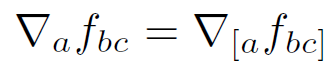 ∇_a f_{bc} = ∇_{[a} f_{bc]}